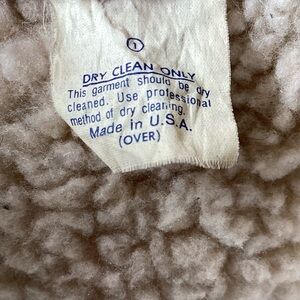 1
DRY CLEAN ONLY
This garment should be dry
cleaned. Use professional
method of dry cleaning.
Made in U.S.A.
(OVER)